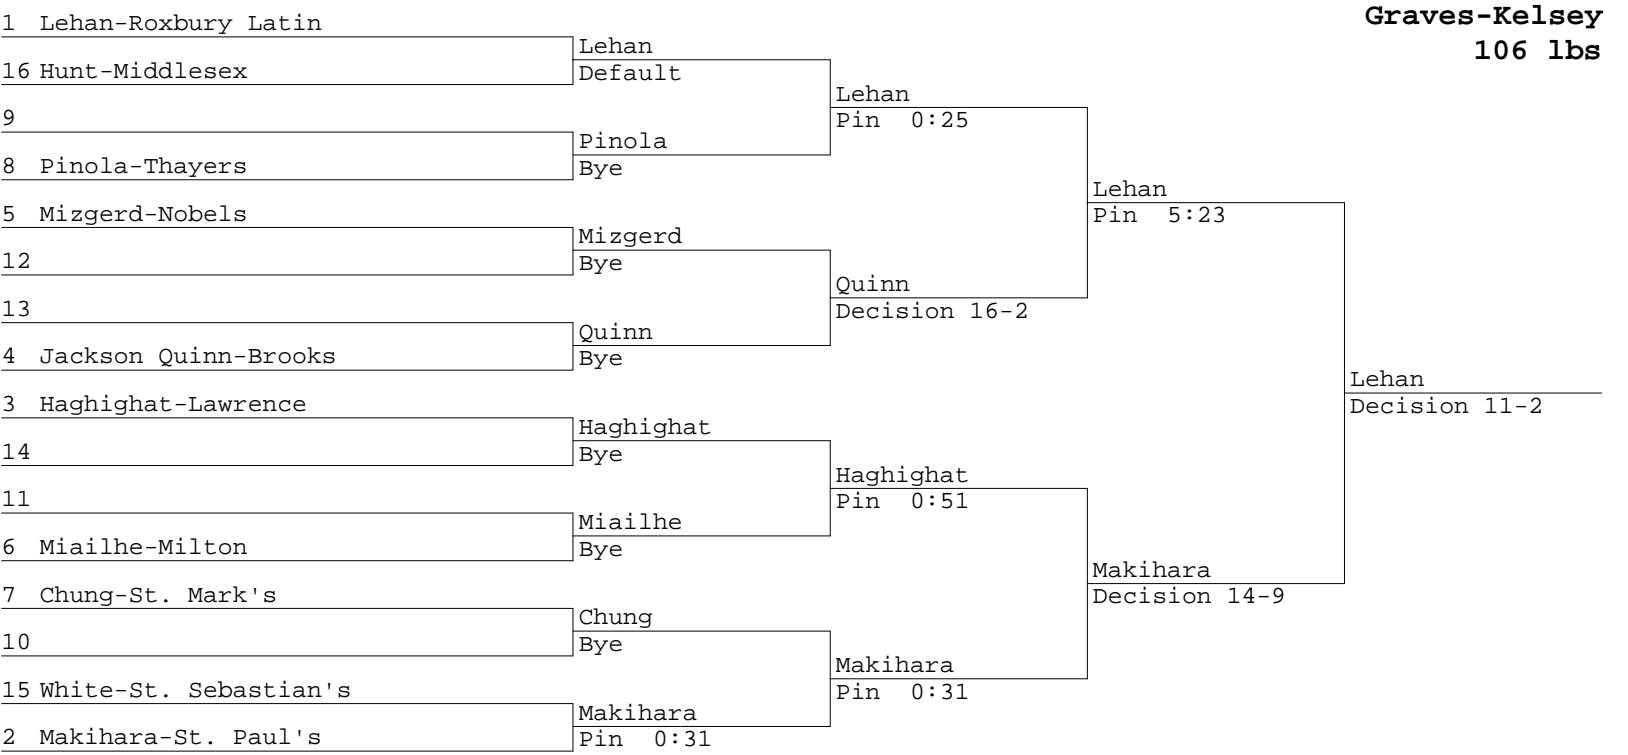 Graves-Kelsey
106 lbs
1 Lehan-Roxbury Latin
16 Hunt-Middlesex
9
8 Pinola-Thayers
5 Mizgerd-Nobels
12
13
4 Jackson Quinn-Brooks
3 Haghighat-Lawrence
14
11
6 Miailhe-Milton
7 Chung-St. Mark's
10
15 White-St. Sebastian's
2 Makihara-St. Paul's
Lehan
Default
Pinola
Bye
Mizgerd
Bye
Quinn
Bye
Haghighat
Bye
Miailhe
Bye
Chung
Bye
Makihara
Pin 0:31
Lehan
Pin 0:25
Quinn
Decision 16-2
Haghighat
Pin 0:51
Makihara
Pin 0:31
Lehan
Pin 5:23
Makihara
Decision 14-9
Lehan
Decision 11-2